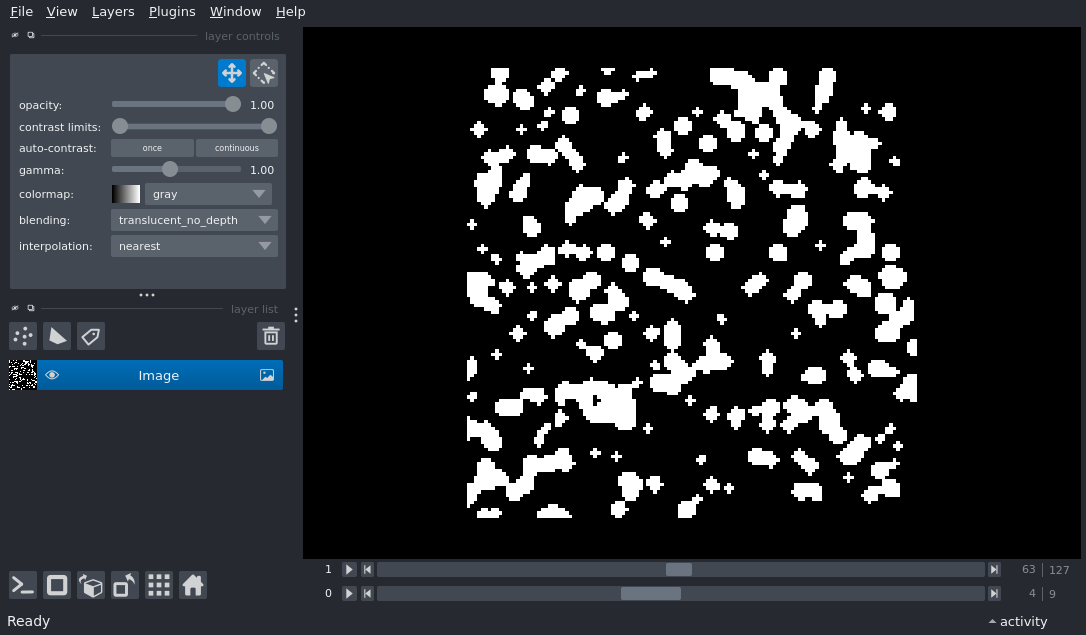 File View Layers Plugins Window Help
layer controls
opacity: 1.00
contrast limits:
auto-contrast: once continuous
gamma: 1.00
colormap: gray
blending: translucent_no_depth
interpolation: nearest
layer list
Image
1 63 127
0 4 9
Ready activity